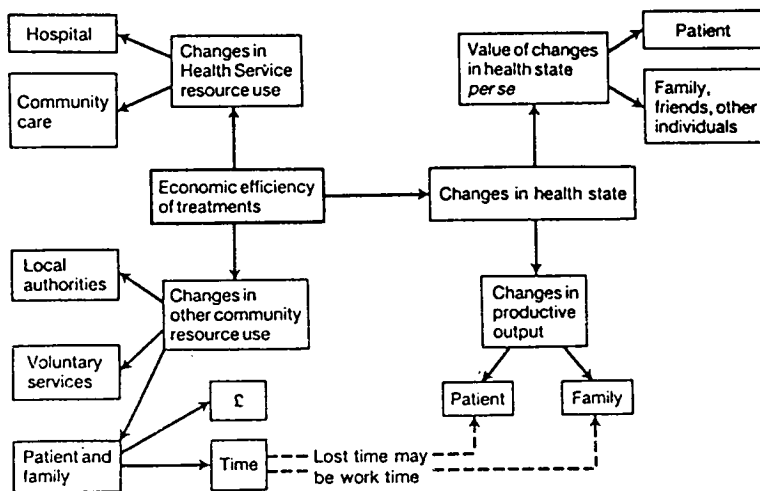 Hospital
Changes in
Health Service
resource use
Community
care
Value of changes
in health state
per se
Patient
Family,
friends, other
individuals
Economic efficiency
of treatments
Changes in health state
Local
authorities
Changes in
other community
resource use
Voluntary
services
Changes in
productive
output
£
Patient
Family
Patient and
family
Time
Lost time may
be work time